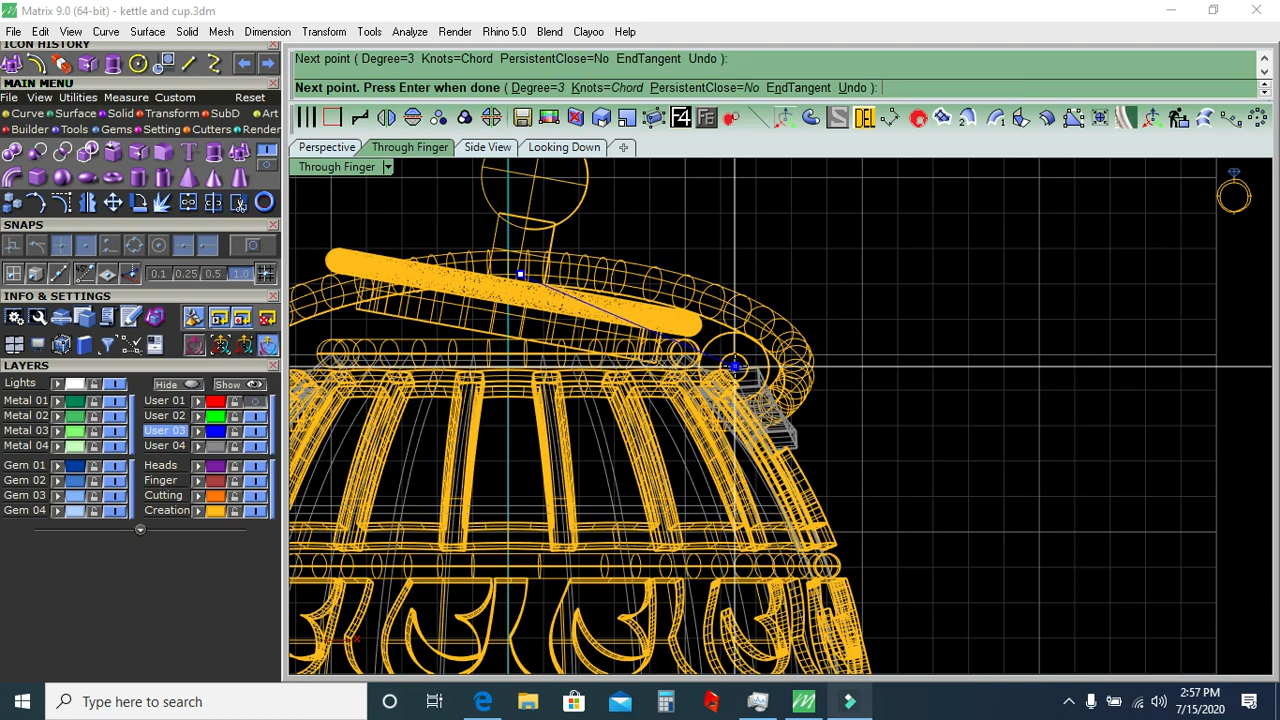 Matrix 9.0 (64-bit) - kettle and cup.3dm
File Edit View Curve Surface Solid Mesh Dimension Transform Tools Analyze Render Rhino 5.0 Blend Clayoo Help
ICON HISTORY
MAIN MENU
File View Utilities Measure Custom Reset
Curve Surface Solid Transform SubD Art
Builder Tools Gems Setting Cutters Render
SNAPS
0.1 0.25 0.5 1.0
INFO & SETTINGS
LAYERS
Lights Hide Show
Metal 01 User 01
Metal 02 User 02
Metal 03 User 03
Metal 04 User 04
Gem 01 Heads
Gem 02 Finger
Gem 03 Cutting
Gem 04 Creation
Next point ( Degree=3 Knots=Chord PersistentClose=No EndTangent Undo ):
Next point. Press Enter when done ( Degree=3 Knots=Chord PersistentClose=No EndTangent Undo ):
F4 F6 DEL
Perspective Through Finger Side View Looking Down
Through Finger
Type here to search
2:57 PM
7/15/2020